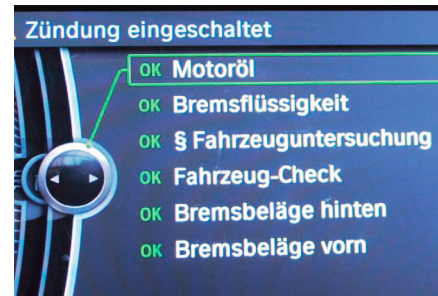 Zündung eingeschaltet
OK Motoröl
OK Bremsflüssigkeit
OK § Fahrzeuguntersuchung
OK Fahrzeug-Check
OK Bremsbeläge hinten
OK Bremsbeläge vorn